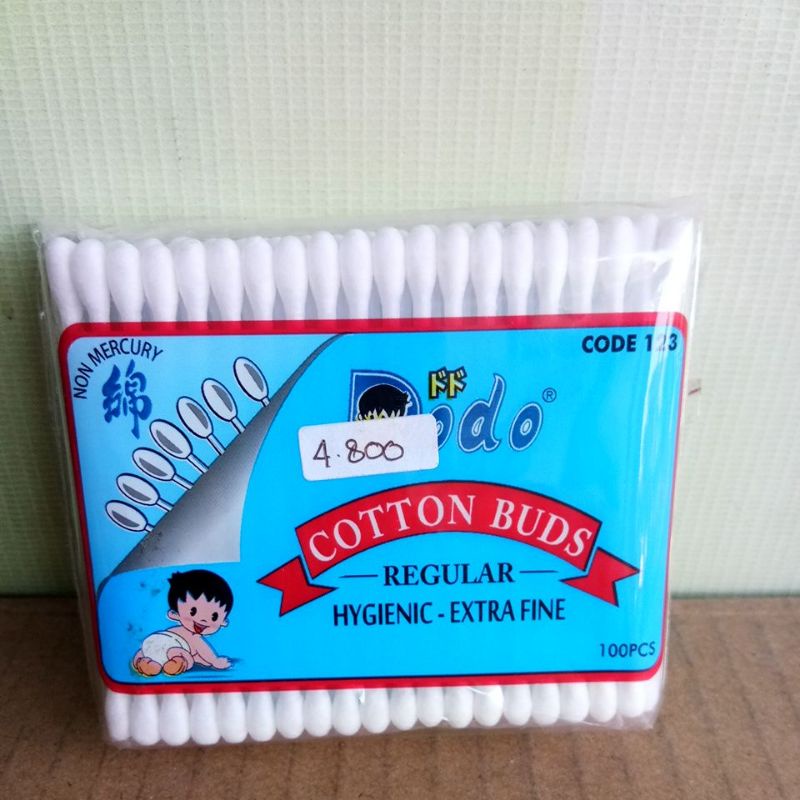 NON MERCURY
綿
CODE 123
ドド
Dodo®
4.800
COTTON BUDS
REGULAR
HYGIENIC - EXTRA FINE
100PCS